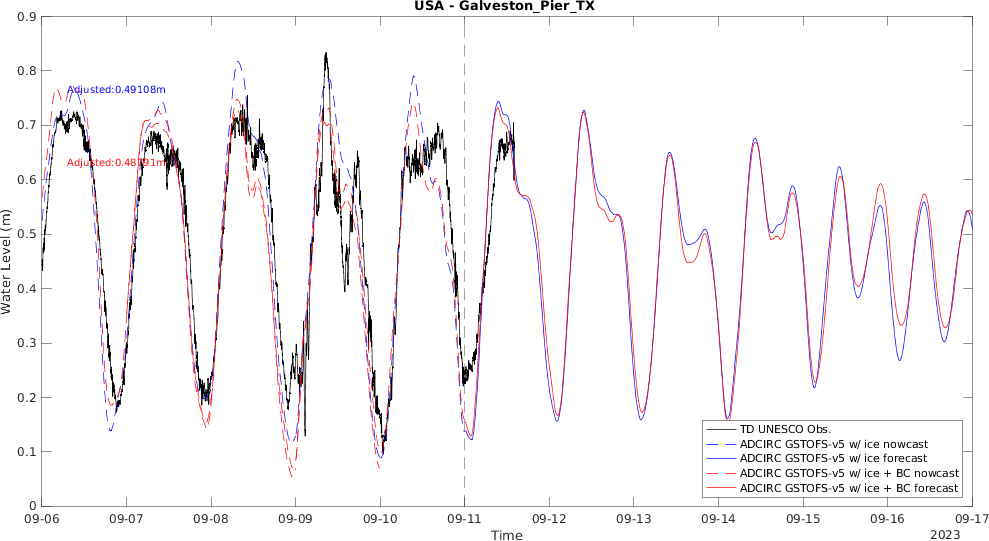 USA - Galveston_Pier_TX
0.9
0.8
0.7
0.6
0.5
0.4
0.3
0.2
0.1
0
Water Level (m)
Adjusted:0.49108m
09-06
09-07
09-08
09-09
09-10
09-11
09-12
09-13
09-14
09-15
09-16
09-17
Time
2023
TD UNESCO Obs.
ADCIRC GSTOFS-v5 w/ ice nowcast
ADCIRC GSTOFS-v5 w/ ice forecast
ADCIRC GSTOFS-v5 w/ ice + BC nowcast
ADCIRC GSTOFS-v5 w/ ice + BC forecast